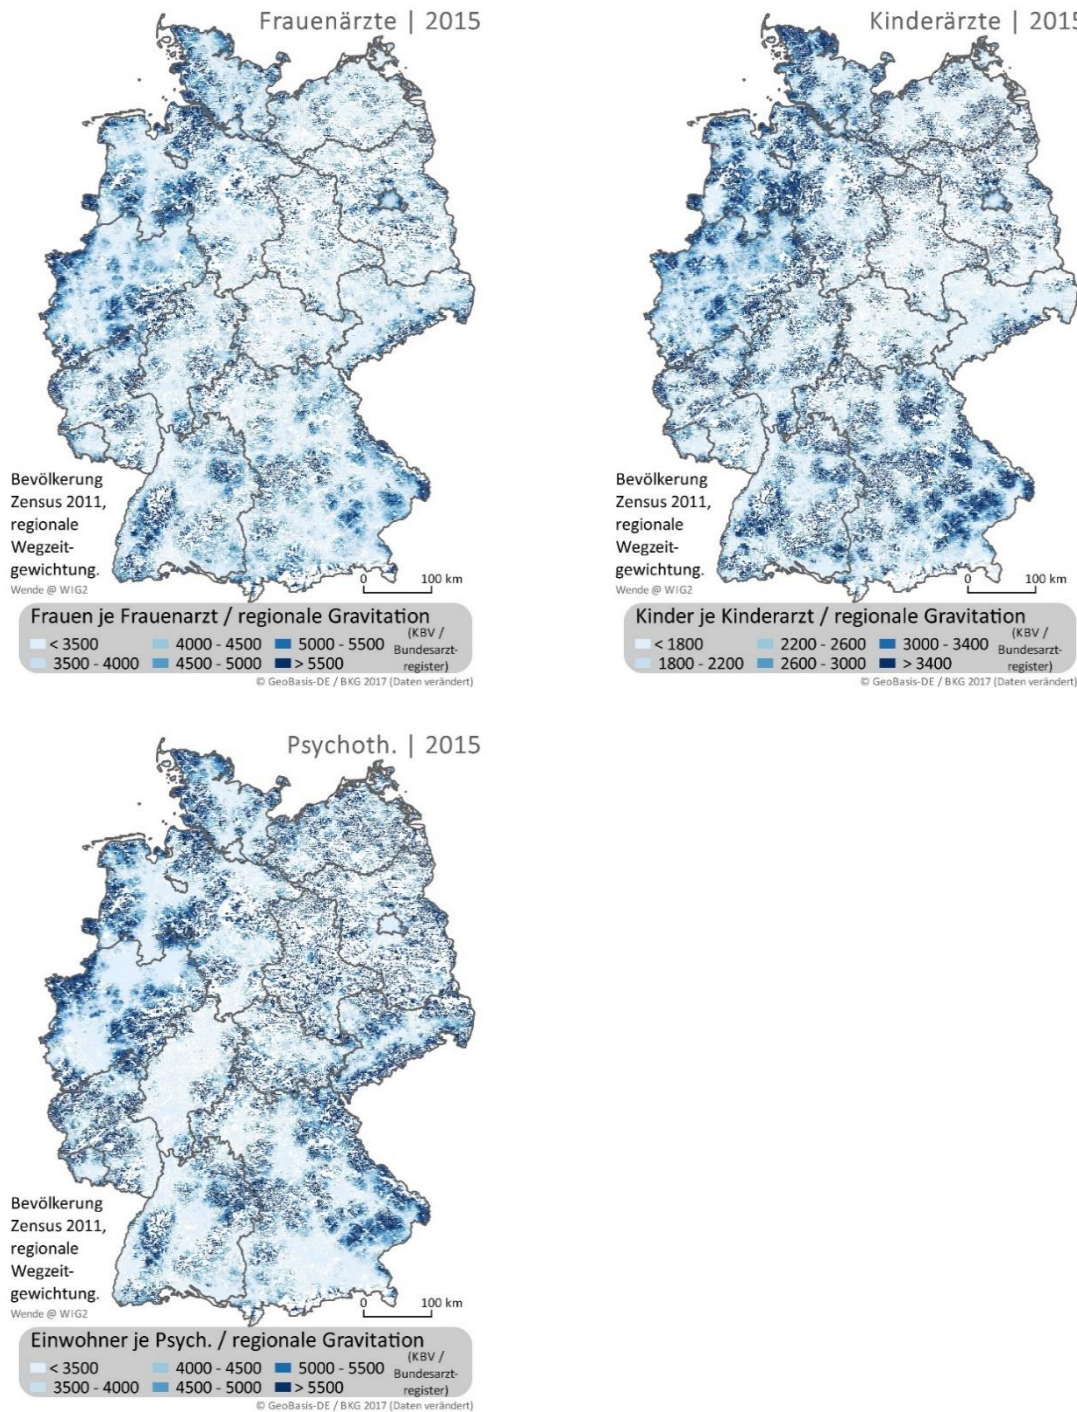 Frauenärzte | 2015
Bevölkerung
Zensus 2011,
regionale
Wegzeit-
gewichtung.
Wende @ WIG2
0 100 km
Frauen je Frauenarzt / regionale Gravitation
< 3500 4000 - 4500 5000 - 5500 (KBV /
3500 - 4000 4500 - 5000 > 5500 Bundesarzt-
register)
© GeoBasis-DE / BKG 2017 (Daten verändert)
Kinderärzte | 2015
Bevölkerung
Zensus 2011,
regionale
Wegzeit-
gewichtung.
Wende @ WIG2
0 100 km
Kinder je Kinderarzt / regionale Gravitation
< 1800 2200 - 2600 3000 - 3400 (KBV /
1800 - 2200 2600 - 3000 > 3400 Bundesarzt-
register)
© GeoBasis-DE / BKG 2017 (Daten verändert)
Psychoth. | 2015
Bevölkerung
Zensus 2011,
regionale
Wegzeit-
gewichtung.
Wende @ WIG2
0 100 km
Einwohner je Psych. / regionale Gravitation
< 3500 4000 - 4500 5000 - 5500 (KBV /
3500 - 4000 4500 - 5000 > 5500 Bundesarzt-
register)
© GeoBasis-DE / BKG 2017 (Daten verändert)